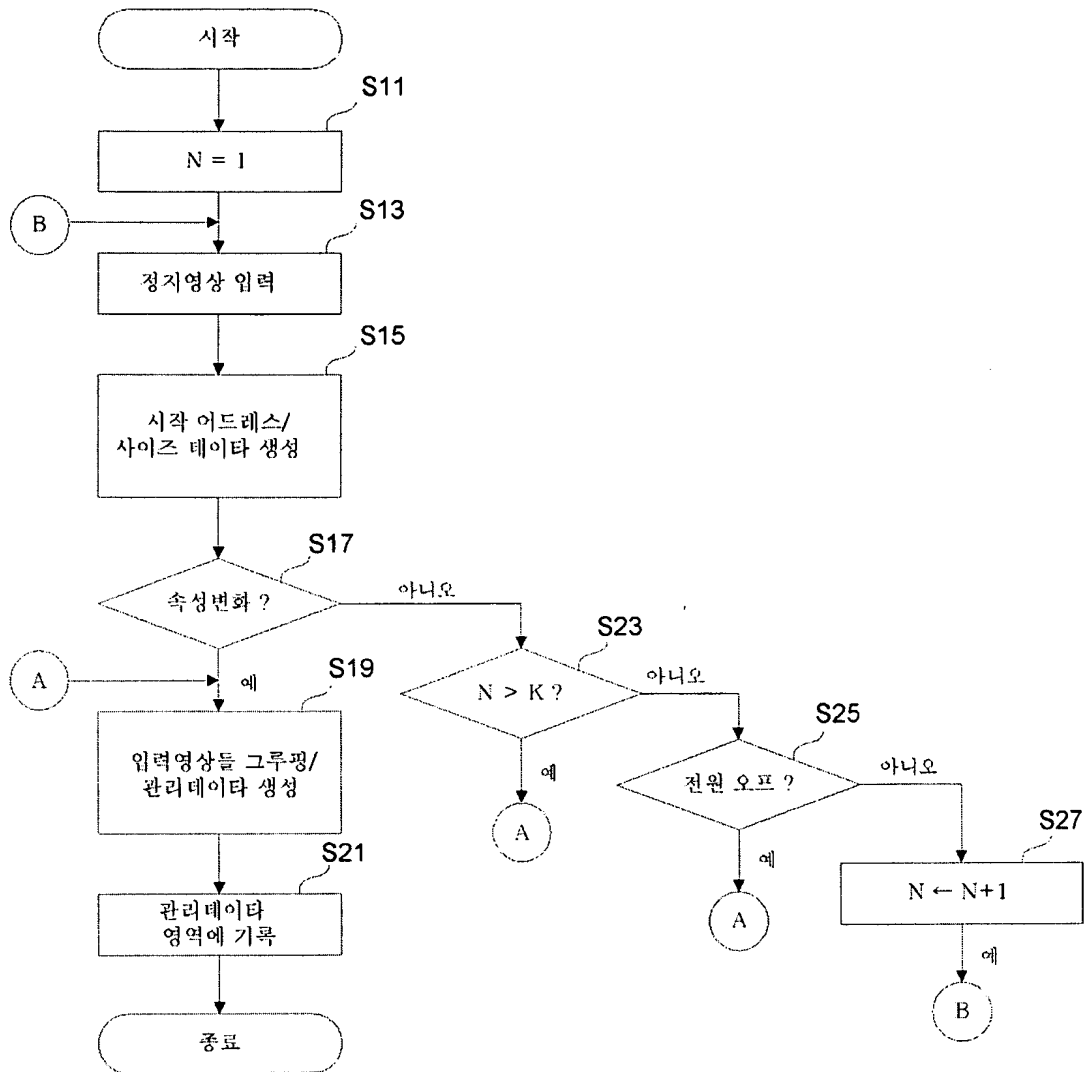 시작
S11
N = 1
B
S13
정지영상 입력
S15
시작 어드레스/
사이즈 데이타 생성
S17
속성변화 ?
아니오
A
예
S19
입력영상들 그루핑/
관리데이타 생성
S21
관리데이타
영역에 기록
종료
S23
N > K ?
아니오
예
A
S25
전원 오프 ?
아니오
예
A
S27
N ← N+1
예
B